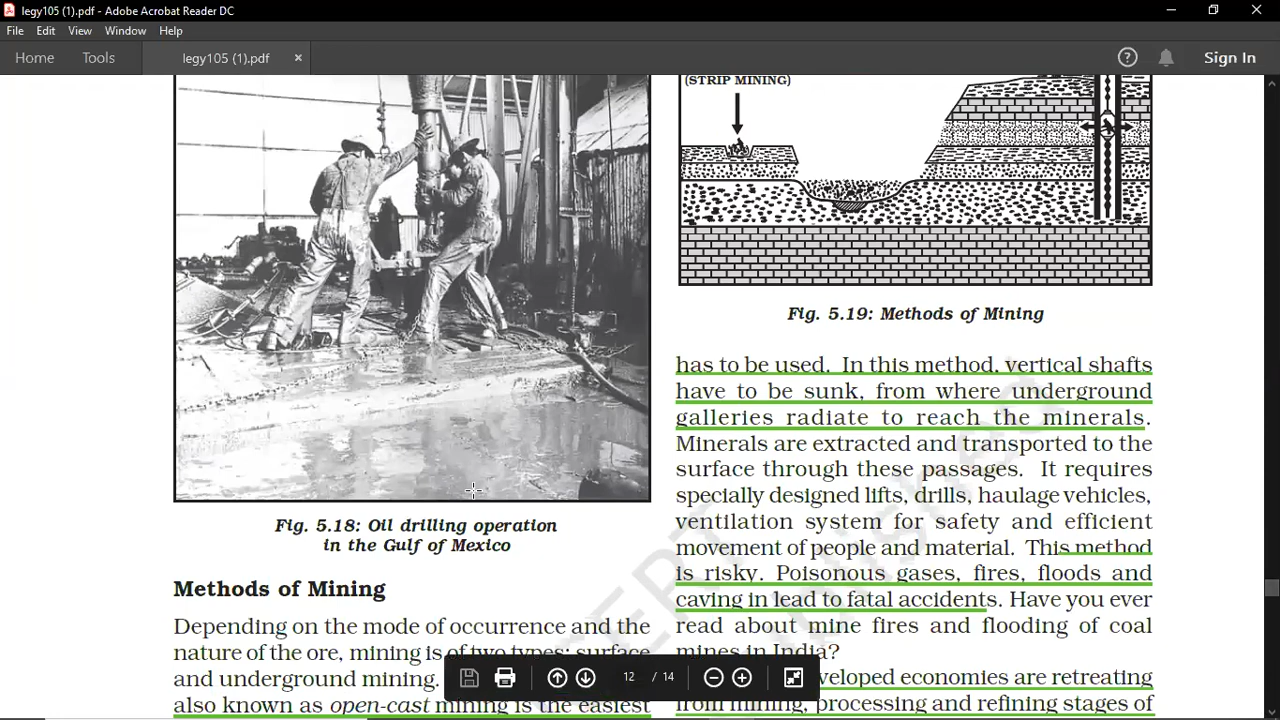 legy105 (1).pdf - Adobe Acrobat Reader DC
File Edit View Window Help
Home Tools legy105 (1).pdf × ? Sign In
(STRIP MINING)
Fig. 5.18: Oil drilling operation
in the Gulf of Mexico
Methods of Mining
Depending on the mode of occurrence and the
nature of the ore, mining is of two types: surface
and underground mining.
also known as open-cast mining is the easiest
Fig. 5.19: Methods of Mining
has to be used. In this method, vertical shafts
have to be sunk, from where underground
galleries radiate to reach the minerals.
Minerals are extracted and transported to the
surface through these passages. It requires
specially designed lifts, drills, haulage vehicles,
ventilation system for safety and efficient
movement of people and material. This method
is risky. Poisonous gases, fires, floods and
caving in lead to fatal accidents. Have you ever
read about mine fires and flooding of coal
mines in India?
economies are retreating
from mining, processing and refining stages of
12 / 14